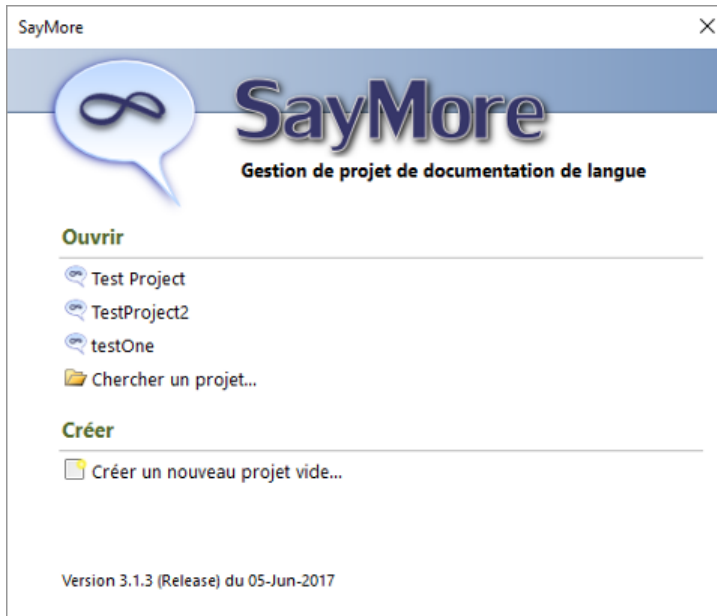 SayMore
SayMore
Gestion de projet de documentation de langue
Ouvrir
Test Project
TestProject2
testOne
Chercher un projet...
Créer
Créer un nouveau projet vide...
Version 3.1.3 (Release) du 05-Jun-2017